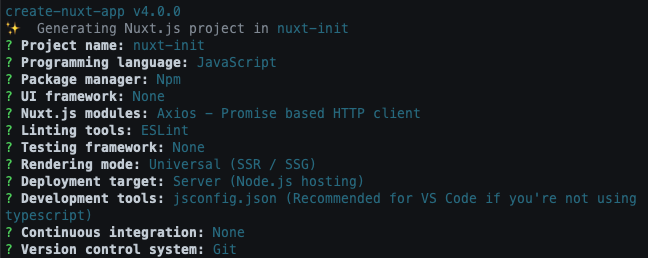 create-nuxt-app v4.0.0
✨  Generating Nuxt.js project in nuxt-init
? Project name: nuxt-init
? Programming language: JavaScript
? Package manager: Npm
? UI framework: None
? Nuxt.js modules: Axios - Promise based HTTP client
? Linting tools: ESLint
? Testing framework: None
? Rendering mode: Universal (SSR / SSG)
? Deployment target: Server (Node.js hosting)
? Development tools: jsconfig.json (Recommended for VS Code if you're not using
typescript)
? Continuous integration: None
? Version control system: Git